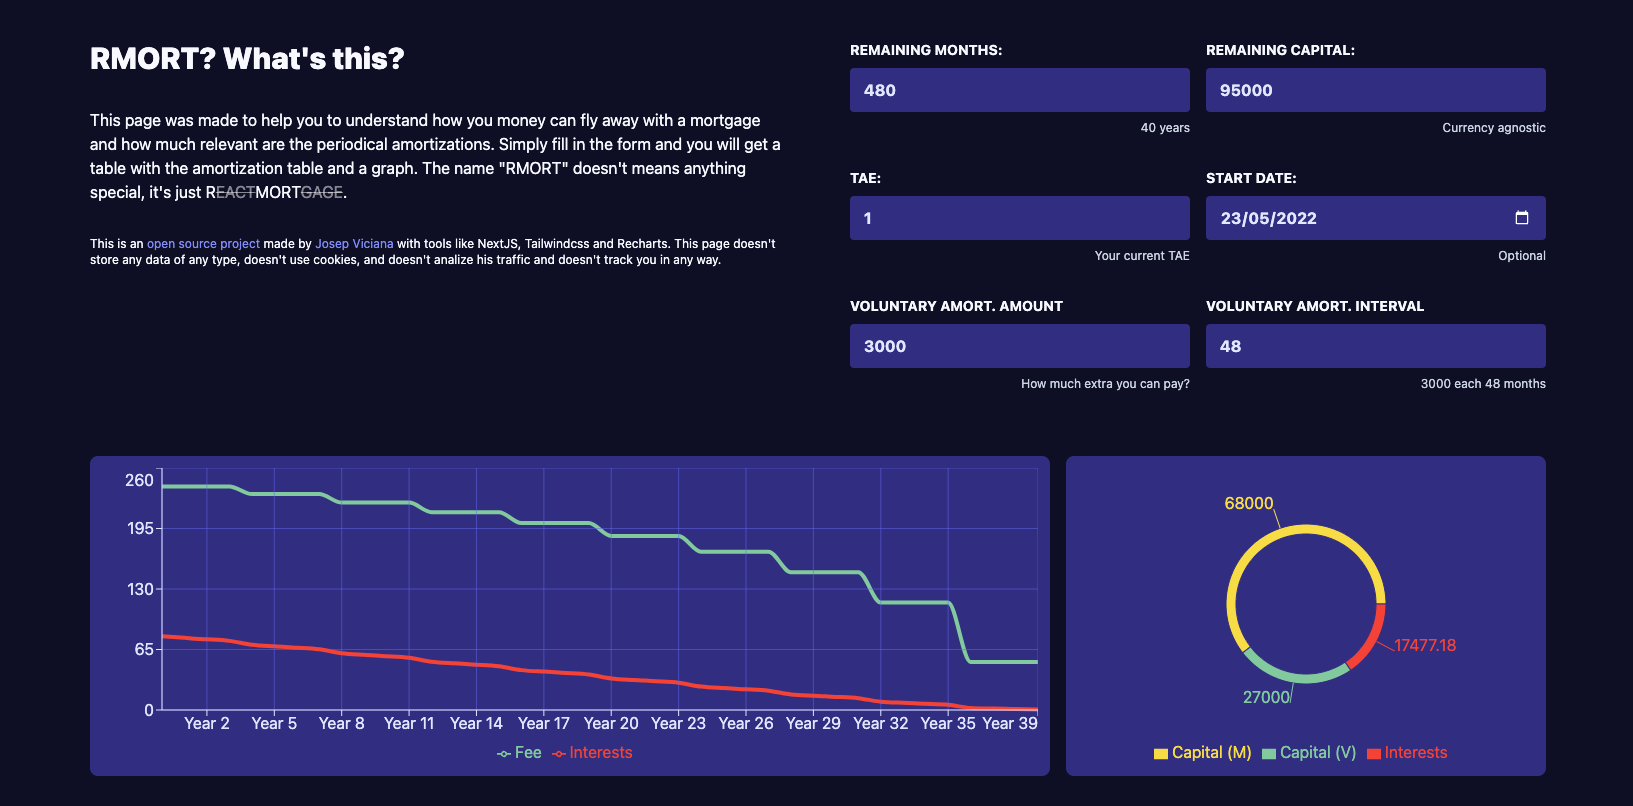 RMORT? What's this?
This page was made to help you to understand how you money can fly away with a mortgage
and how much relevant are the periodical amortizations. Simply fill in the form and you will get a
table with the amortization table and a graph. The name "RMORT" doesn't means anything
special, it's just REACTMORTGAGE.
This is an open source project made by Josep Viciana with tools like NextJS, Tailwindcss and Recharts. This page doesn't
store any data of any type, doesn't use cookies, and doesn't analize his traffic and doesn't track you in any way.
REMAINING MONTHS:
480
40 years
REMAINING CAPITAL:
95000
Currency agnostic
TAE:
1
Your current TAE
START DATE:
23/05/2022
Optional
VOLUNTARY AMORT. AMOUNT
3000
How much extra you can pay?
VOLUNTARY AMORT. INTERVAL
48
3000 each 48 months
260
195
130
65
0
Year 2 Year 5 Year 8 Year 11 Year 14 Year 17 Year 20 Year 23 Year 26 Year 29 Year 32 Year 35 Year 39
Fee Interests
68000
17477.18
27000
Capital (M) Capital (V) Interests